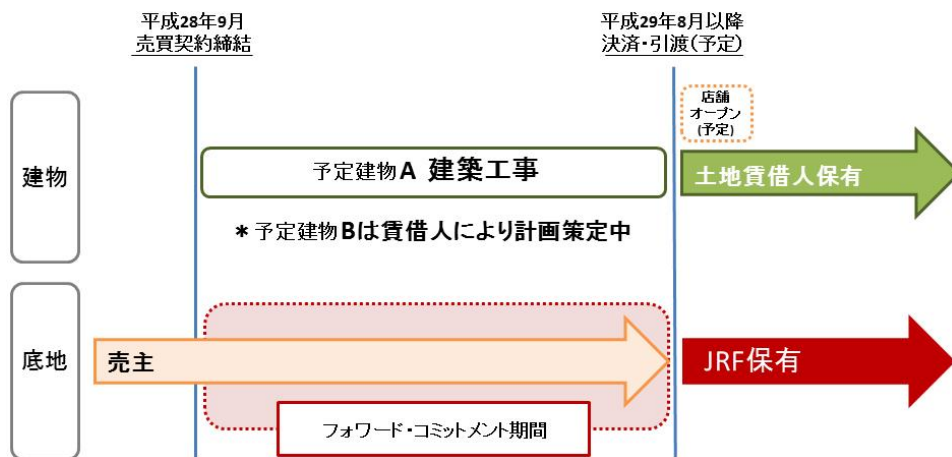 平成28年9月
売買契約締結
平成29年8月以降
決済・引渡(予定)
店舗
オープン
(予定)
建物
予定建物A 建築工事
土地賃借人保有
＊予定建物Bは賃借人により計画策定中
底地
売主
JRF保有
フォワード・コミットメント期間